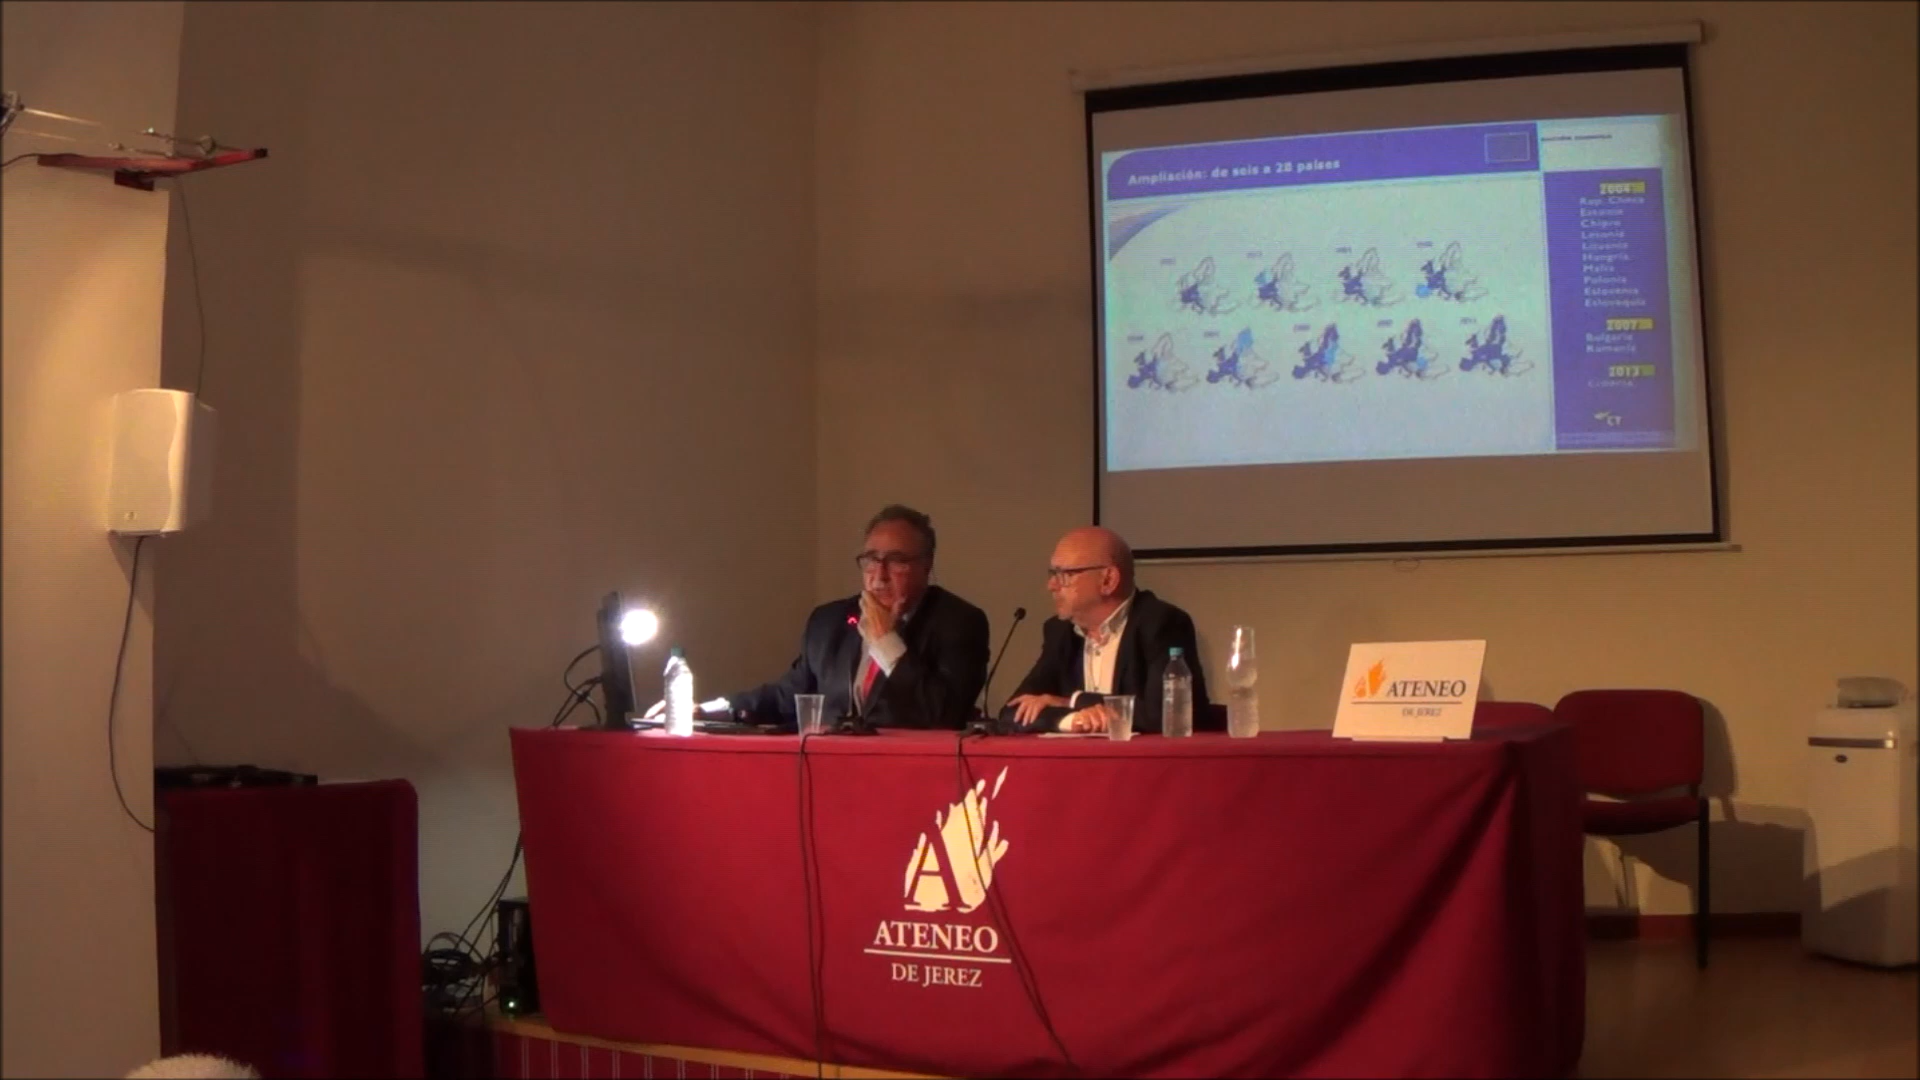 Ampliación: de seis a 28 países
2004
Rep. Checa
Estonia
Chipre
Letonia
Lituania
Hungría
Malta
Polonia
Eslovenia
Eslovaquia
2007
Bulgaria
Rumanía
2013
Croacia
CT
ATENEO
DE JEREZ
ATENEO
DE JEREZ